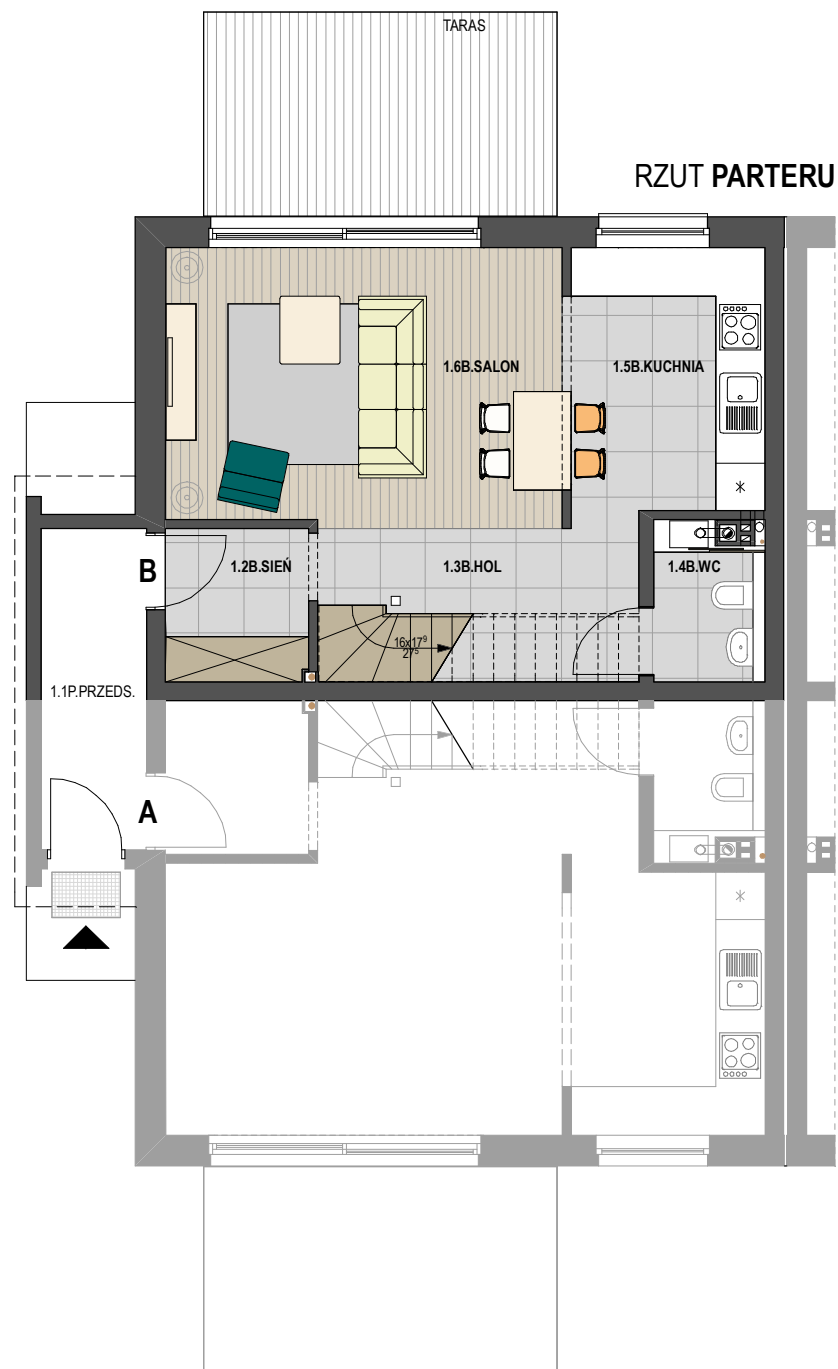 TARAS
RZUT PARTERU
1.6B.SALON
1.5B.KUCHNIA
B
1.2B.SIEŃ
1.3B.HOL
1.4B.WC
16x17⁹
27⁵
1.1P.PRZEDS.
A